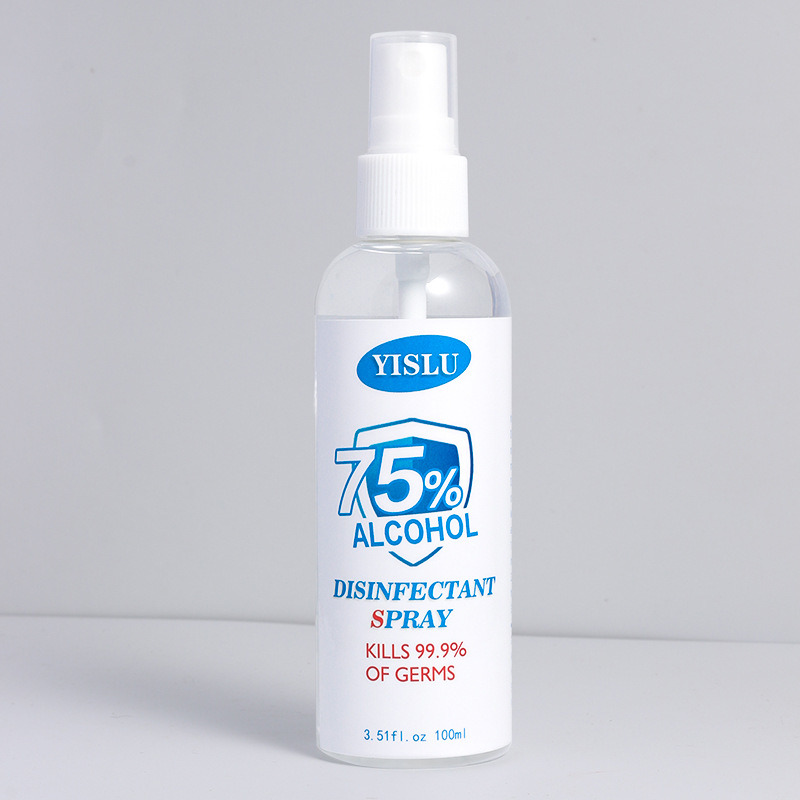 YISLU
75%
ALCOHOL
DISINFECTANT
SPRAY
KILLS 99.9%
OF GERMS
3.51fl.oz 100ml